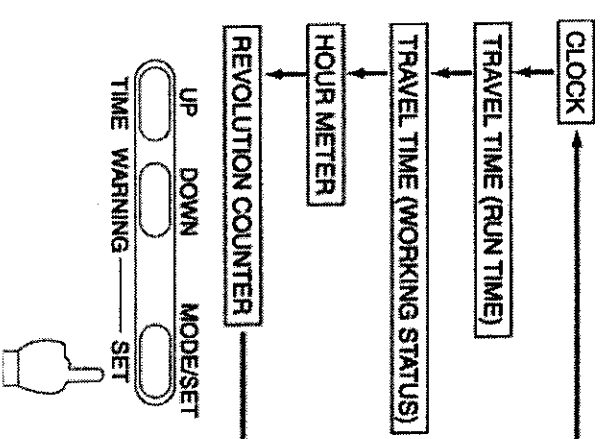 CLOCK
TRAVEL TIME (RUN TIME)
TRAVEL TIME (WORKING STATUS)
HOUR METER
REVOLUTION COUNTER
UP DOWN MODE/SET
TIME WARNING SET